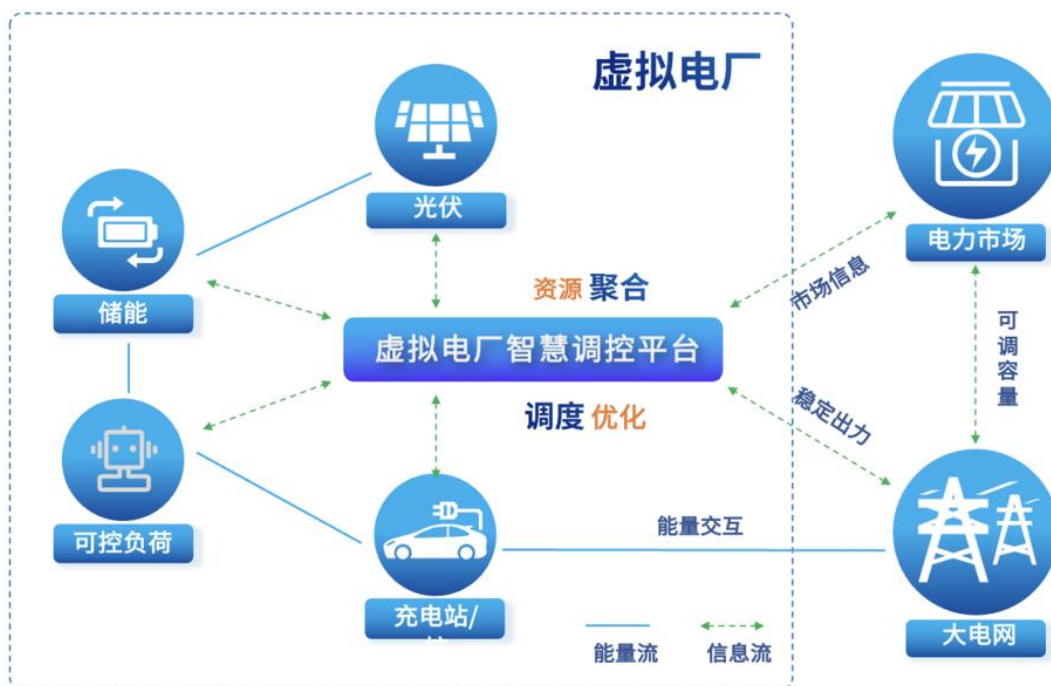 虚拟电厂
光伏
储能
电力市场
资源 聚合
市场信息
虚拟电厂智慧调控平台
可调容量
调度 优化
稳定出力
可控负荷
能量交互
充电站/
大电网
能量流
信息流